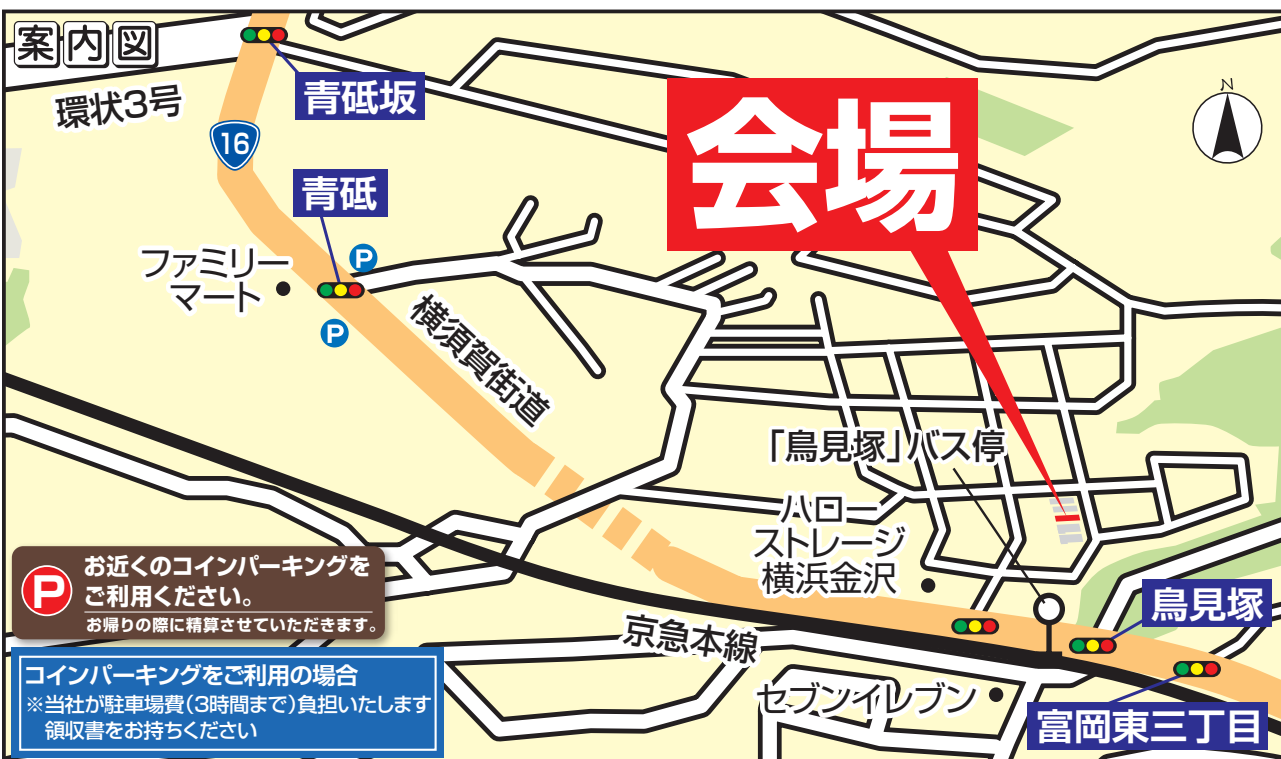 案内図
環状3号
青砥坂
16
青砥
会場
N
ファミリー
マート
P
P
横須賀街道
「鳥見塚」バス停
ハロー
ストレージ
横浜金沢
P
お近くのコインパーキングを
ご利用ください。
お帰りの際に精算させていただきます。
京急本線
鳥見塚
セブンイレブン
富岡東三丁目
コインパーキングをご利用の場合
※当社が駐車場費(3時間まで)負担いたします
領収書をお持ちください